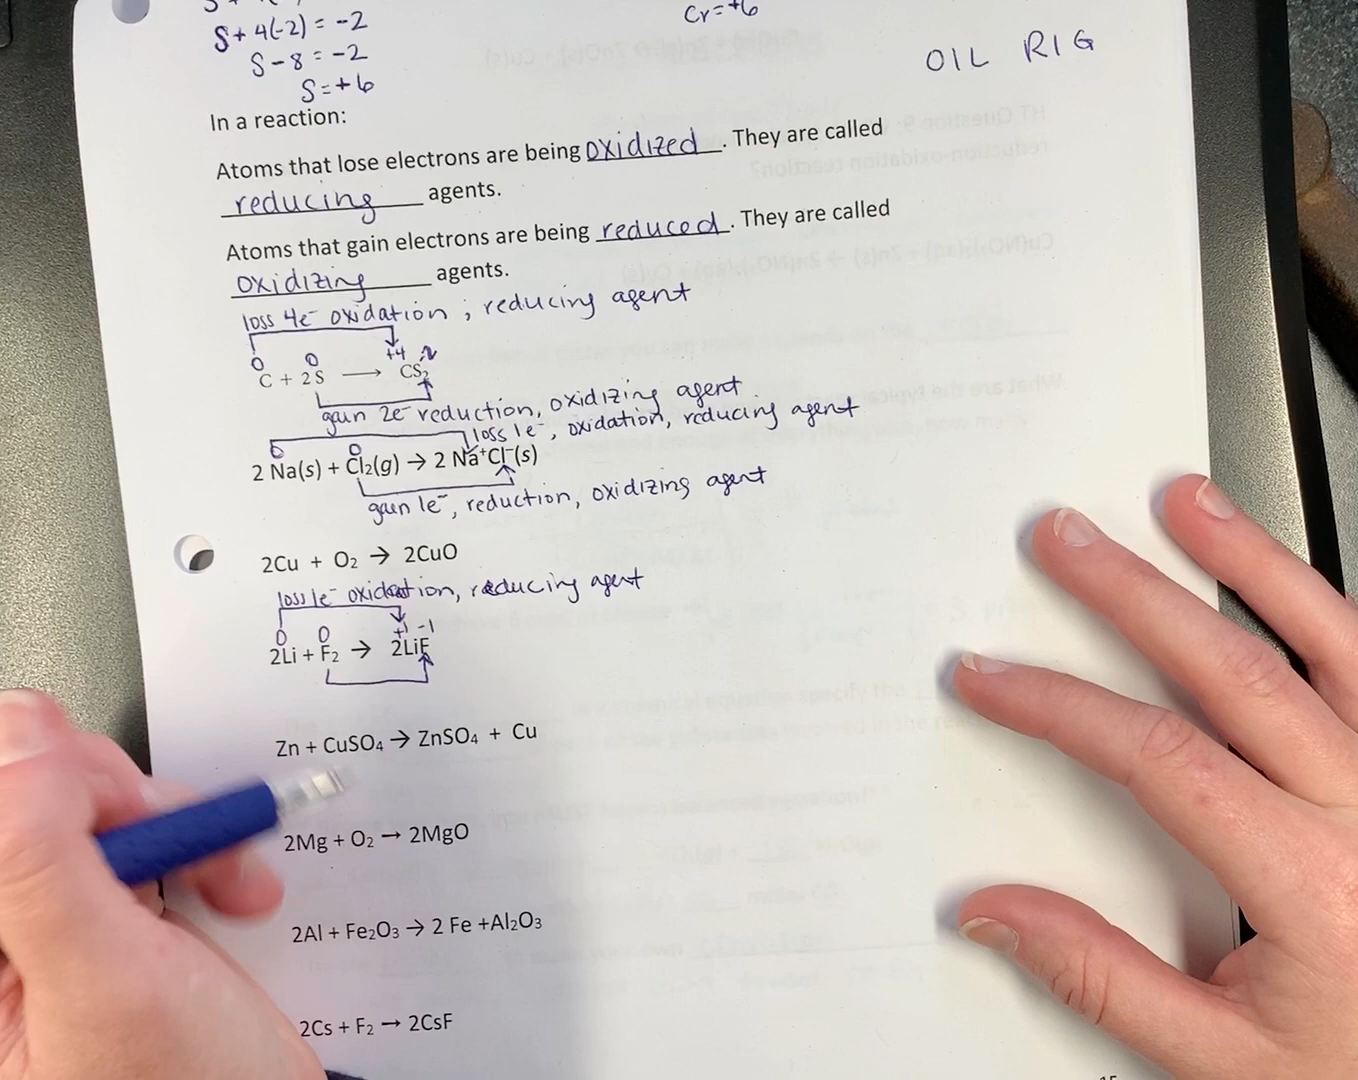 S + 4(-2) = -2
Cr = +6
S - 8 = -2
OIL RIG
S = +6
In a reaction:
Atoms that lose electrons are being oxidized. They are called
reducing agents.
Atoms that gain electrons are being reduced. They are called
oxidizing agents.
loss 4e⁻ oxidation ; reducing agent
0 0 +4
C + 2S → CS₂
gain 2e⁻ reduction, oxidizing agent
loss 1e⁻, oxidation, reducing agent
0 0
2 Na(s) + Cl₂(g) → 2 Na⁺Cl⁻(s)
gain 1e⁻, reduction, oxidizing agent
2Cu + O₂ → 2CuO
loss 1e⁻ oxidation, reducing agent
0 0 +1 -1
2Li + F₂ → 2LiF
Zn + CuSO₄ → ZnSO₄ + Cu
2Mg + O₂ → 2MgO
2Al + Fe₂O₃ → 2 Fe +Al₂O₃
2Cs + F₂ → 2CsF